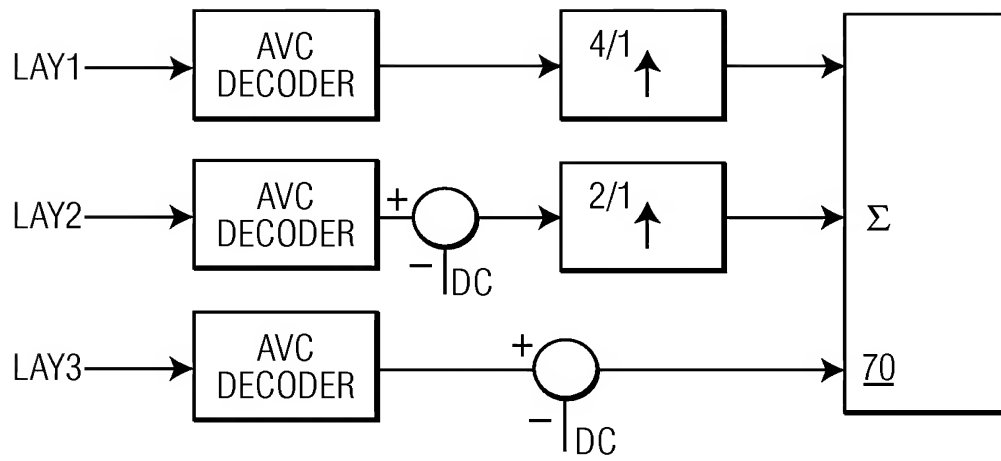 LAY1
AVC
DECODER
4/1
LAY2
AVC
DECODER
+
−
DC
2/1
Σ
LAY3
AVC
DECODER
+
−
DC
70